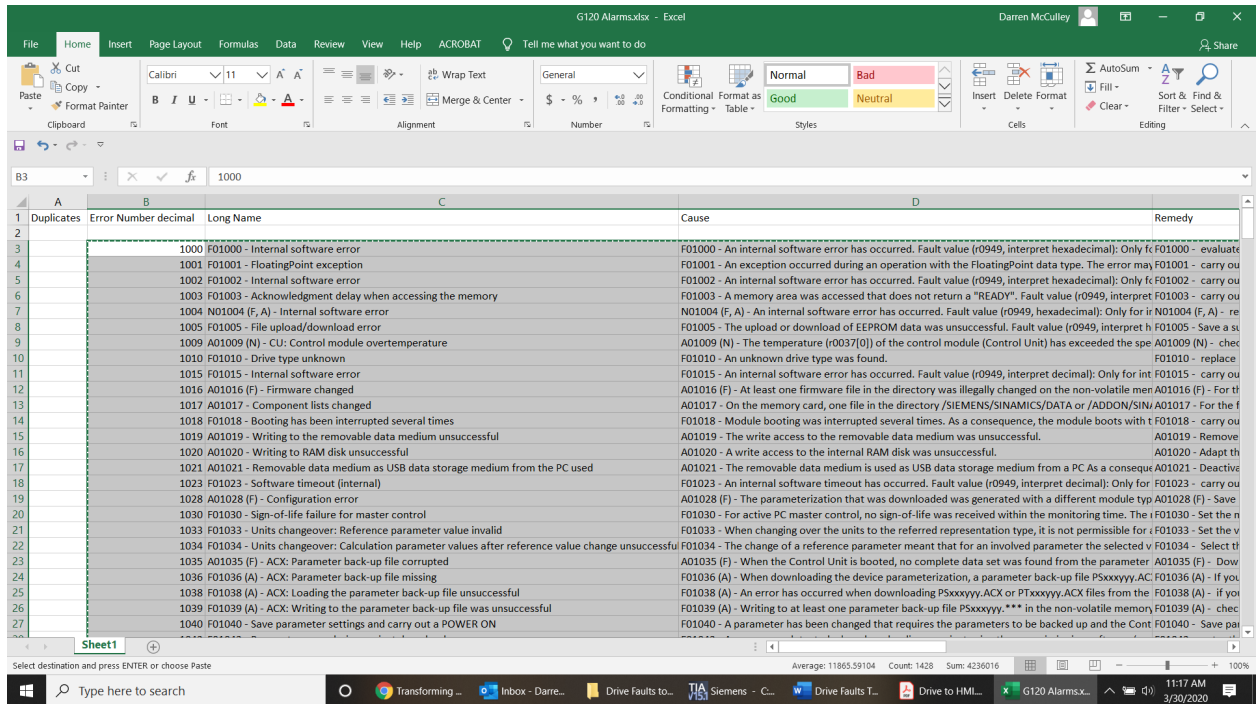 G120 Alarms.xlsx - Excel
Darren McCulley
File Home Insert Page Layout Formulas Data Review View Help ACROBAT Tell me what you want to do
Share
Cut
Copy
Format Painter
Paste
Clipboard
Calibri 11
B I U
Font
Wrap Text
Merge & Center
Alignment
General
$ - % ,
Number
Conditional Formatting
Format as Table
Normal Bad
Good Neutral
Styles
Insert Delete Format
Cells
AutoSum
Fill
Clear
Sort & Filter
Find & Select
Editing
B3 fx 1000
A B C D
1 Duplicates Error Number decimal Long Name Cause Remedy
2
3 1000 F01000 - Internal software error F01000 - An internal software error has occurred. Fault value (r0949, interpret hexadecimal): Only fo F01000 - evaluate
4 1001 F01001 - FloatingPoint exception F01001 - An exception occurred during an operation with the FloatingPoint data type. The error may F01001 - carry ou
5 1002 F01002 - Internal software error F01002 - An internal software error has occurred. Fault value (r0949, interpret hexadecimal): Only fo F01002 - carry ou
6 1003 F01003 - Acknowledgment delay when accessing the memory F01003 - A memory area was accessed that does not return a "READY". Fault value (r0949, interpret F01003 - carry ou
7 1004 N01004 (F, A) - Internal software error N01004 (F, A) - An internal software error has occurred. Fault value (r0949, hexadecimal): Only for in N01004 (F, A) - re
8 1005 F01005 - File upload/download error F01005 - The upload or download of EEPROM data was unsuccessful. Fault value (r0949, interpret h F01005 - Save a su
9 1009 A01009 (N) - CU: Control module overtemperature A01009 (N) - The temperature (r0037[0]) of the control module (Control Unit) has exceeded the spe A01009 (N) - chec
10 1010 F01010 - Drive type unknown F01010 - An unknown drive type was found. F01010 - replace
11 1015 F01015 - Internal software error F01015 - An internal software error has occurred. Fault value (r0949, interpret decimal): Only for int F01015 - carry ou
12 1016 A01016 (F) - Firmware changed A01016 (F) - At least one firmware file in the directory was illegally changed on the non-volatile mem A01016 (F) - For th
13 1017 A01017 - Component lists changed A01017 - On the memory card, one file in the directory /SIEMENS/SINAMICS/DATA or /ADDON/SINA A01017 - For the f
14 1018 F01018 - Booting has been interrupted several times F01018 - Module booting was interrupted several times. As a consequence, the module boots with t F01018 - carry ou
15 1019 A01019 - Writing to the removable data medium unsuccessful A01019 - The write access to the removable data medium was unsuccessful. A01019 - Remove
16 1020 A01020 - Writing to RAM disk unsuccessful A01020 - A write access to the internal RAM disk was unsuccessful. A01020 - Adapt th
17 1021 A01021 - Removable data medium as USB data storage medium from the PC used A01021 - The removable data medium is used as USB data storage medium from a PC As a conseque A01021 - Deactiva
18 1023 F01023 - Software timeout (internal) F01023 - An internal software timeout has occurred. Fault value (r0949, interpret decimal): Only for F01023 - carry ou
19 1028 A01028 (F) - Configuration error A01028 (F) - The parameterization that was downloaded was generated with a different module typ A01028 (F) - Save
20 1030 F01030 - Sign-of-life failure for master control F01030 - For active PC master control, no sign-of-life was received within the monitoring time. The F01030 - Set the m
21 1033 F01033 - Units changeover: Reference parameter value invalid F01033 - When changing over the units to the referred representation type, it is not permissible for a F01033 - Set the v
22 1034 F01034 - Units changeover: Calculation parameter values after reference value change unsuccessfu F01034 - The change of a reference parameter meant that for an involved parameter the selected v F01034 - Select th
23 1035 A01035 (F) - ACX: Parameter back-up file corrupted A01035 (F) - When the Control Unit is booted, no complete data set was found from the parameter A01035 (F) - Dow
24 1036 F01036 (A) - ACX: Parameter back-up file missing F01036 (A) - When downloading the device parameterization, a parameter back-up file PSxxxyyy.AC F01036 (A) - If you
25 1038 F01038 (A) - ACX: Loading the parameter back-up file unsuccessful F01038 (A) - An error has occurred when downloading PSxxxyyy.ACX or PTxxxyyy.ACX files from the F01038 (A) - if you
26 1039 F01039 (A) - ACX: Writing to the parameter back-up file was unsuccessful F01039 (A) - Writing to at least one parameter back-up file PSxxxyyy.*** in the non-volatile memory F01039 (A) - chec
27 1040 F01040 - Save parameter settings and carry out a POWER ON F01040 - A parameter has been changed that requires the parameters to be backed up and the Cont F01040 - Save par
Sheet1
Select destination and press ENTER or choose Paste Average: 11865.59104 Count: 1428 Sum: 4236016 100%
Type here to search Transforming ... Inbox - Darre... Drive Faults to... Siemens - C... Drive Faults T... Drive to HMI... G120 Alarms.x... 11:17 AM
3/30/2020